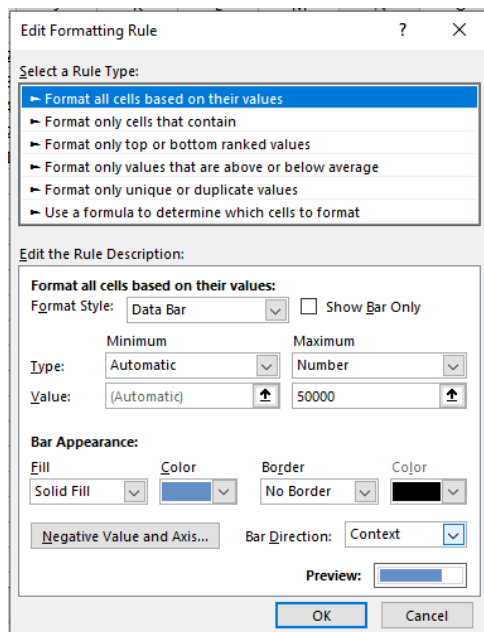 Edit Formatting Rule ?
Select a Rule Type:
► Format all cells based on their values
► Format only cells that contain
► Format only top or bottom ranked values
► Format only values that are above or below average
► Format only unique or duplicate values
► Use a formula to determine which cells to format
Edit the Rule Description:
Format all cells based on their values:
Format Style: Data Bar Show Bar Only
Minimum Maximum
Type: Automatic Number
Value: (Automatic) 50000
Bar Appearance:
Fill Color Border Color
Solid Fill No Border
Negative Value and Axis... Bar Direction: Context
Preview:
OK Cancel